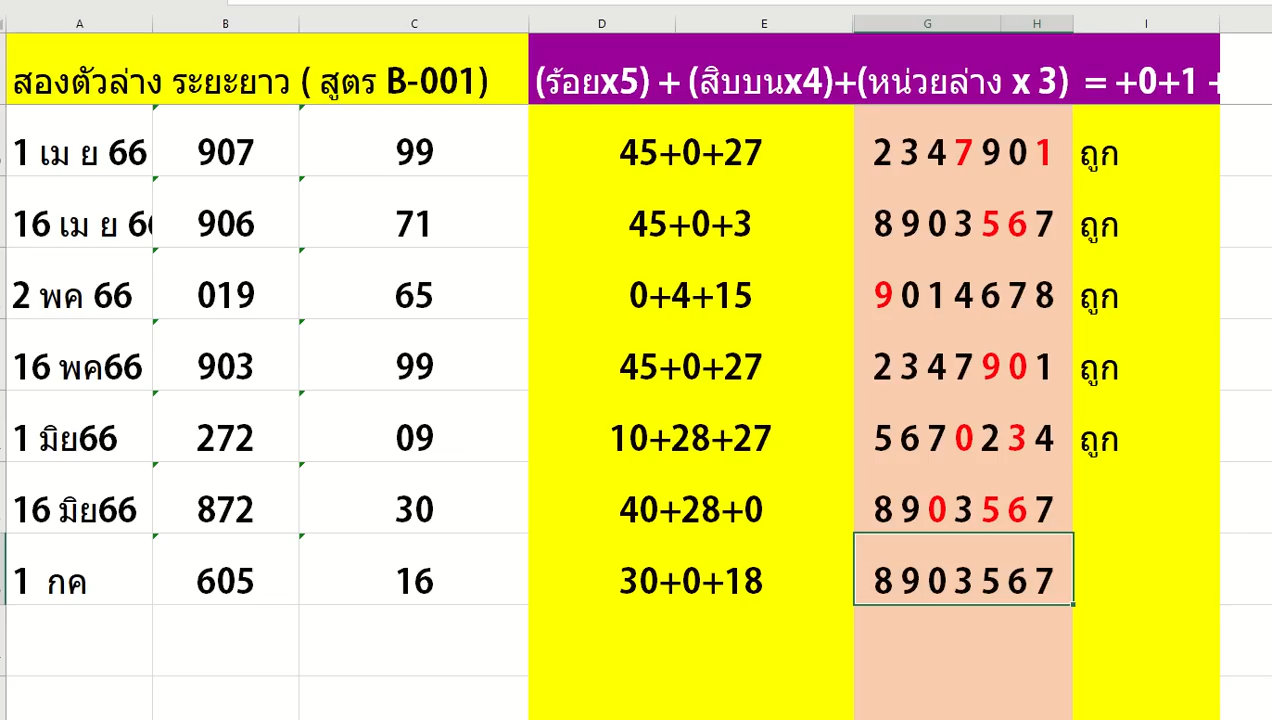 A B C D E G H I
สองตัวล่าง ระยะยาว ( สูตร B-001) (ร้อยx5) + (สิบบนx4)+(หน่วยล่าง x 3) = +0+1 +
1 เม ย 66 907 99 45+0+27 2 3 4 7 9 0 1 ถูก
16 เม ย 66 906 71 45+0+3 8 9 0 3 5 6 7 ถูก
2 พค 66 019 65 0+4+15 9 0 1 4 6 7 8 ถูก
16 พค66 903 99 45+0+27 2 3 4 7 9 0 1 ถูก
1 มิย66 272 09 10+28+27 5 6 7 0 2 3 4 ถูก
16 มิย66 872 30 40+28+0 8 9 0 3 5 6 7
1 กค 605 16 30+0+18 8 9 0 3 5 6 7